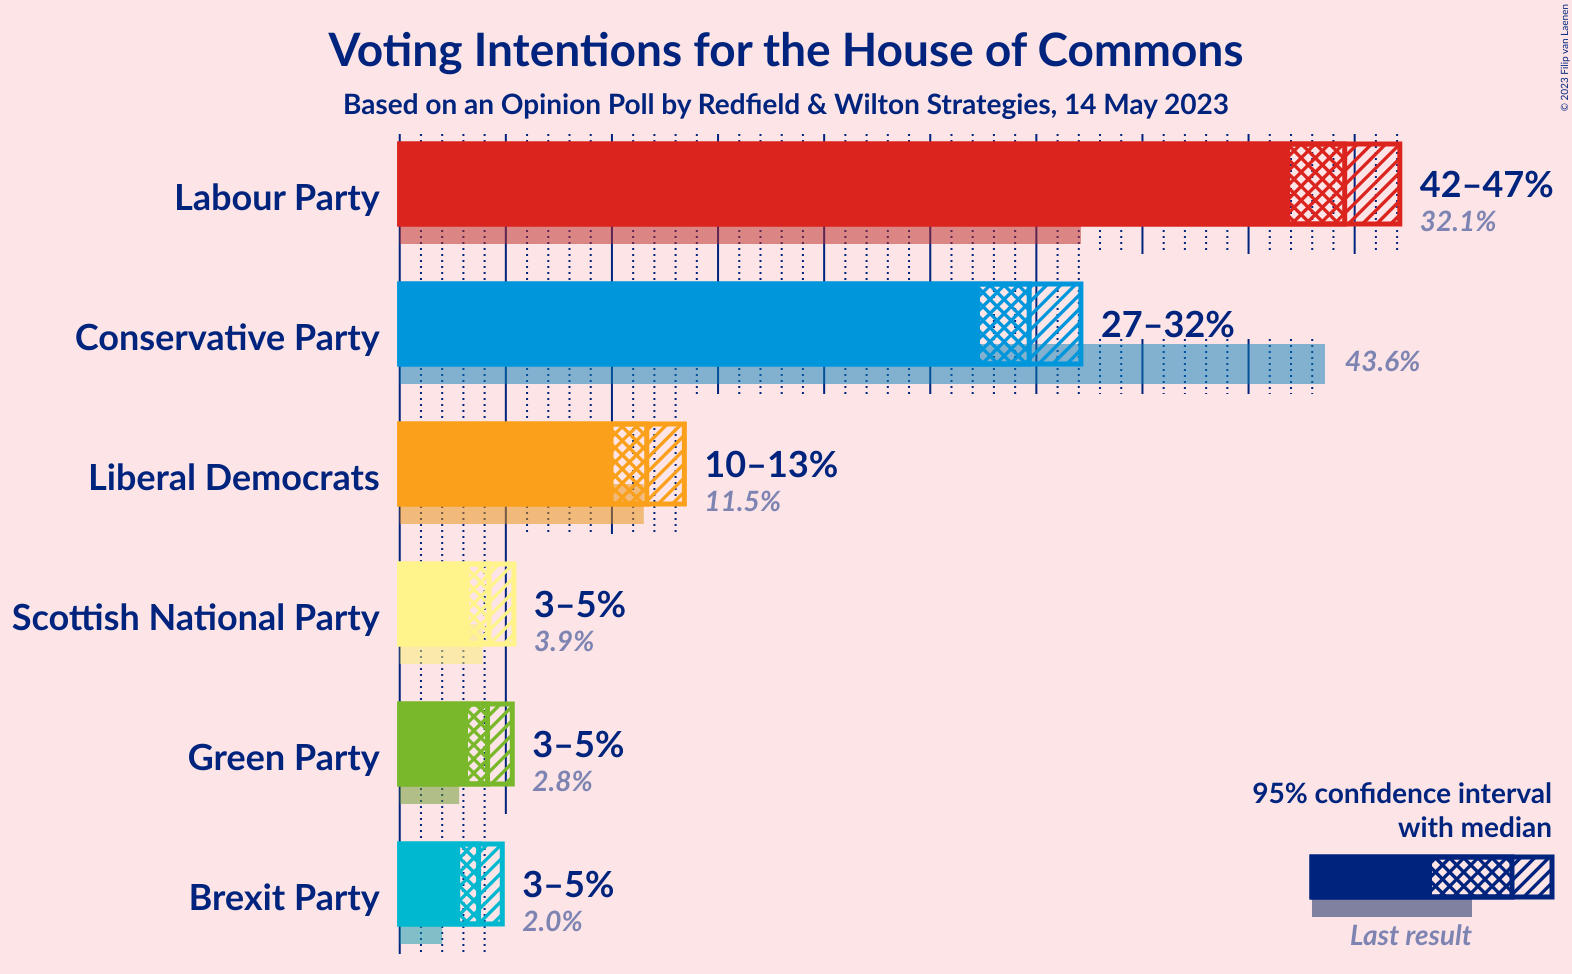 Voting Intentions for the House of Commons
Based on an Opinion Poll by Redfield & Wilton Strategies, 14 May 2023
© 2023 Filip van Laenen
Labour Party
42–47%
32.1%
Conservative Party
27–32%
43.6%
Liberal Democrats
10–13%
11.5%
Scottish National Party
3–5%
3.9%
Green Party
3–5%
2.8%
Brexit Party
3–5%
2.0%
95% confidence interval
with median
Last result